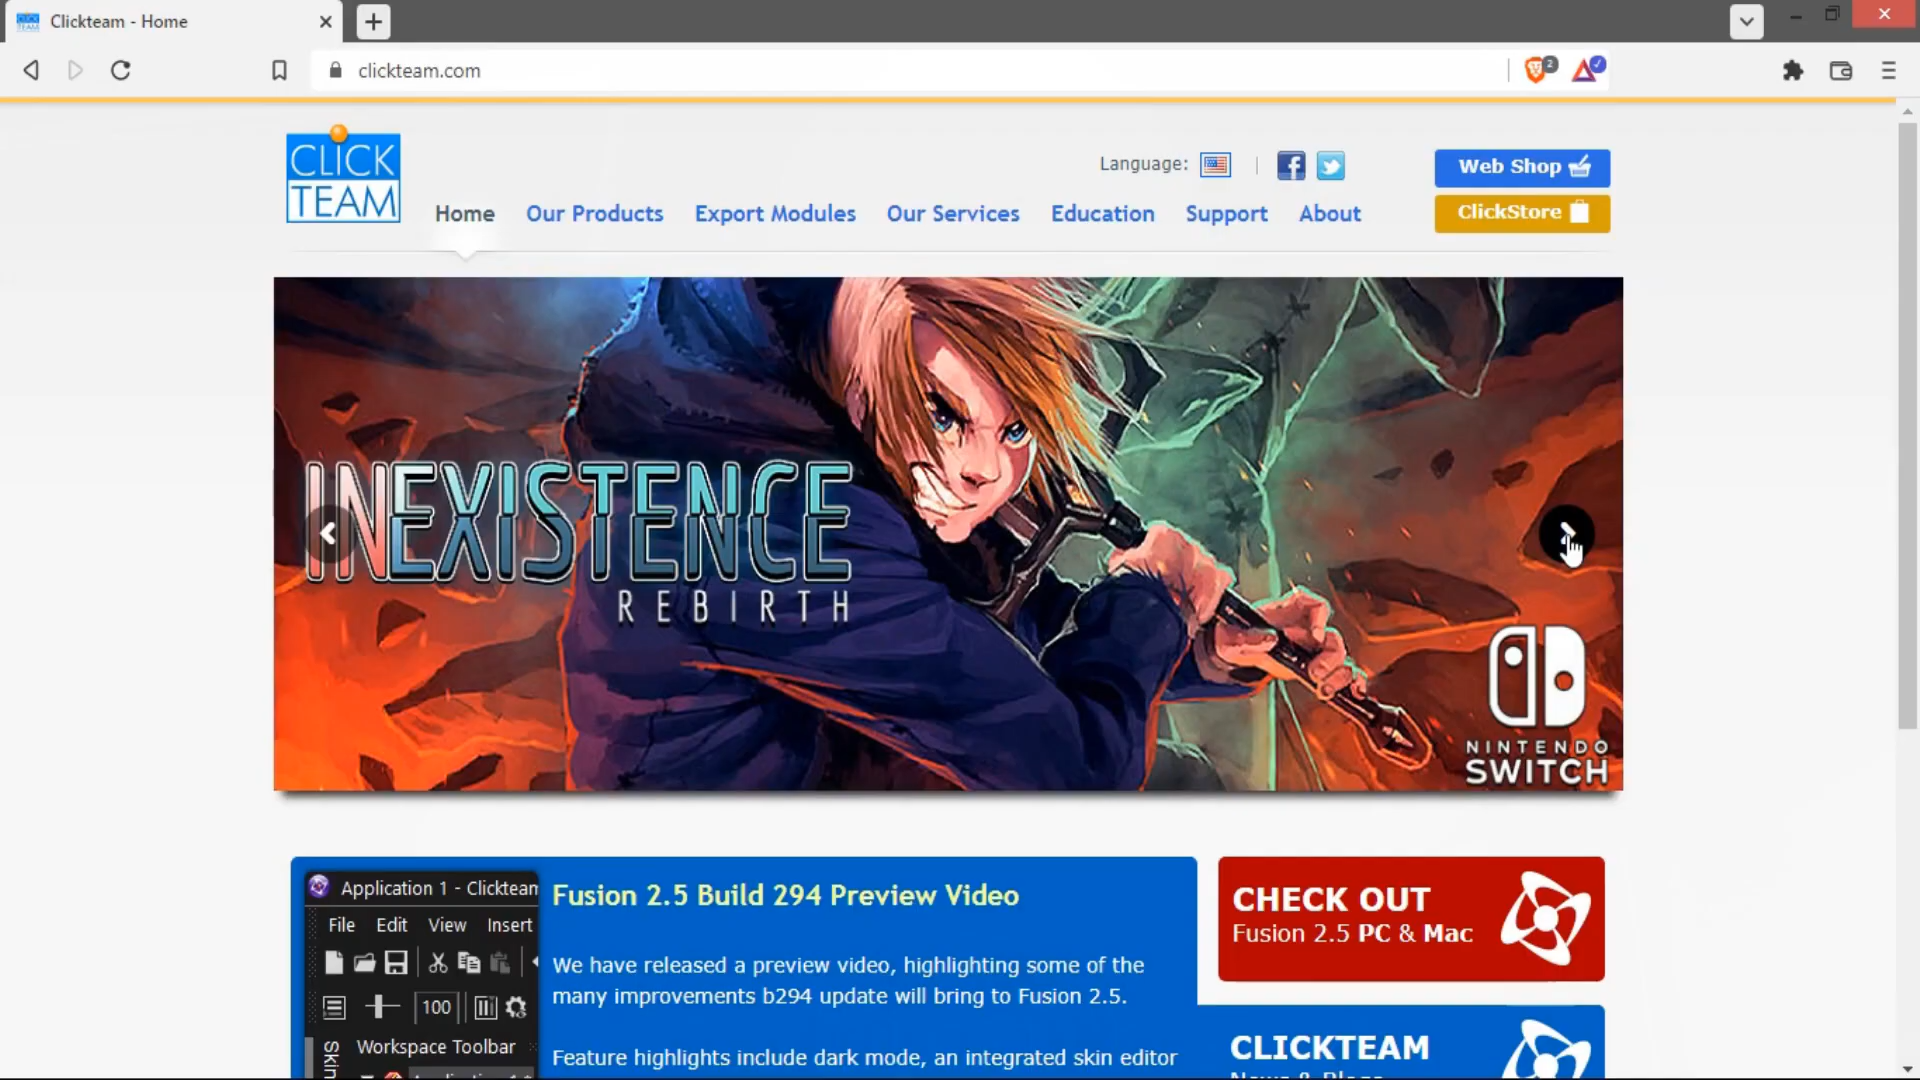 Clickteam - Home
clickteam.com
2
CLICK
TEAM
Language:
Web Shop
ClickStore
Home
Our Products
Export Modules
Our Services
Education
Support
About
INEXISTENCE
REBIRTH
NINTENDO
SWITCH
Application 1 - Clickteam
File Edit View Insert
100
Workspace Toolbar
Fusion 2.5 Build 294 Preview Video
We have released a preview video, highlighting some of the
many improvements b294 update will bring to Fusion 2.5.
Feature highlights include dark mode, an integrated skin editor
CHECK OUT
Fusion 2.5 PC & Mac
CLICKTEAM